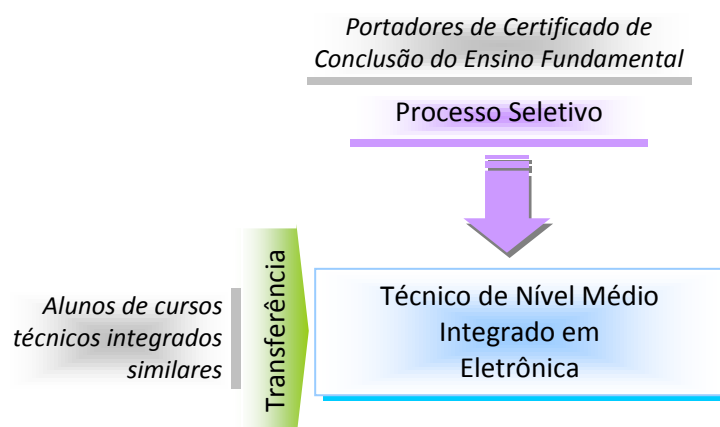 Portadores de Certificado de
Conclusão do Ensino Fundamental
Processo Seletivo
Alunos de cursos
técnicos integrados
similares
Transferência
Técnico de Nível Médio
Integrado em
Eletrônica